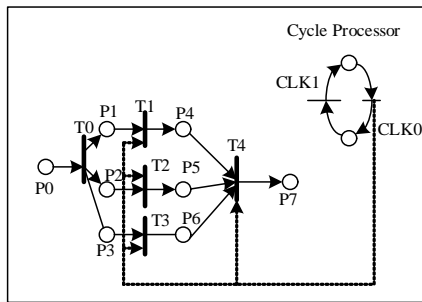 Cycle Processor
CLK1
CLK0
P1
T1
P4
T0
T4
P0
P2
T2
P5
P7
T3
P6
P3